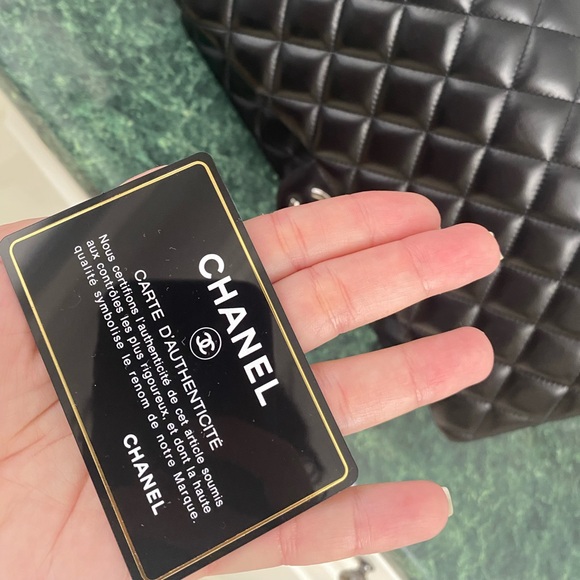 CHANEL
CARTE D'AUTHENTICITÉ
Nous certifions l'authenticité de cet article soumis
aux contrôles les plus rigoureux, et dont la haute
qualité symbolise le renom de notre Marque.
CHANEL